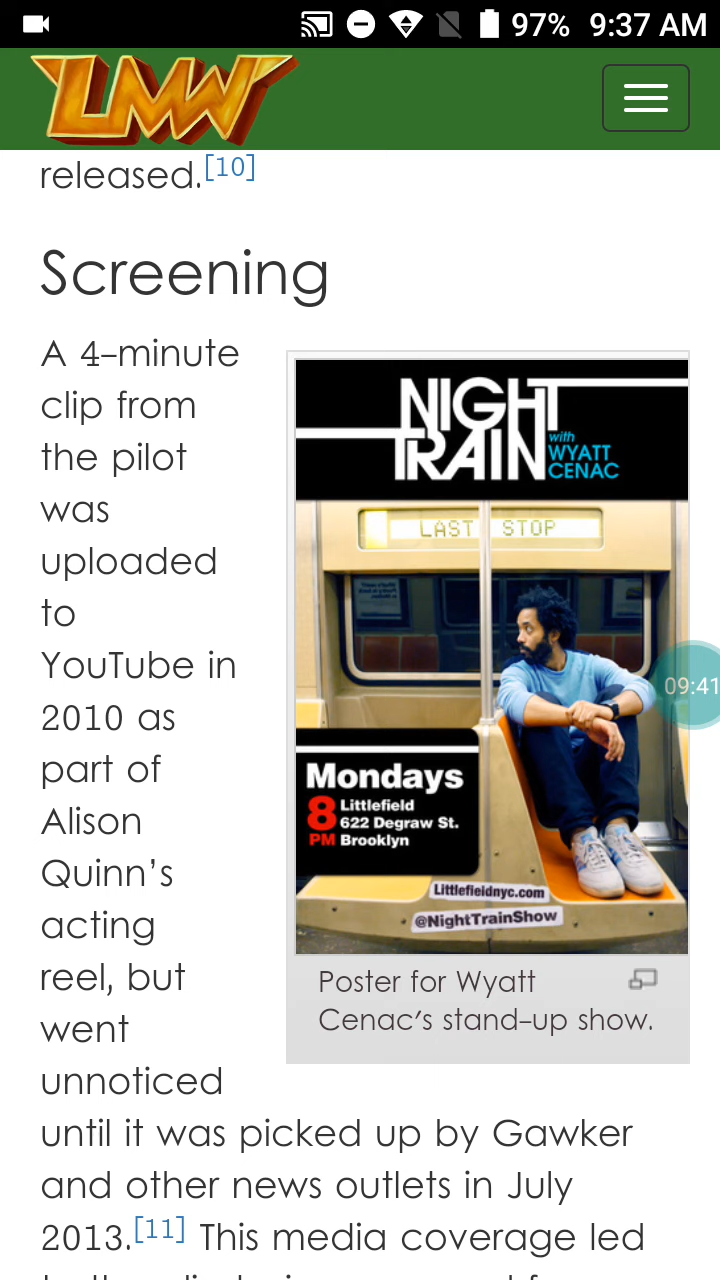 97% 9:37 AM
LMW
released.[10]
Screening
A 4-minute
clip from
the pilot
was
uploaded
to
YouTube in
2010 as
part of
Alison
Quinn's
acting
reel, but
went
unnoticed
until it was picked up by Gawker
and other news outlets in July
2013.[11] This media coverage led
NIGHT
TRAIN
with
WYATT
CENAC
LAST STOP
Mondays
8 PM
Littlefield
622 Degraw St.
Brooklyn
Littlefieldnyc.com
@NightTrainShow
Poster for Wyatt
Cenac's stand-up show.
09:41